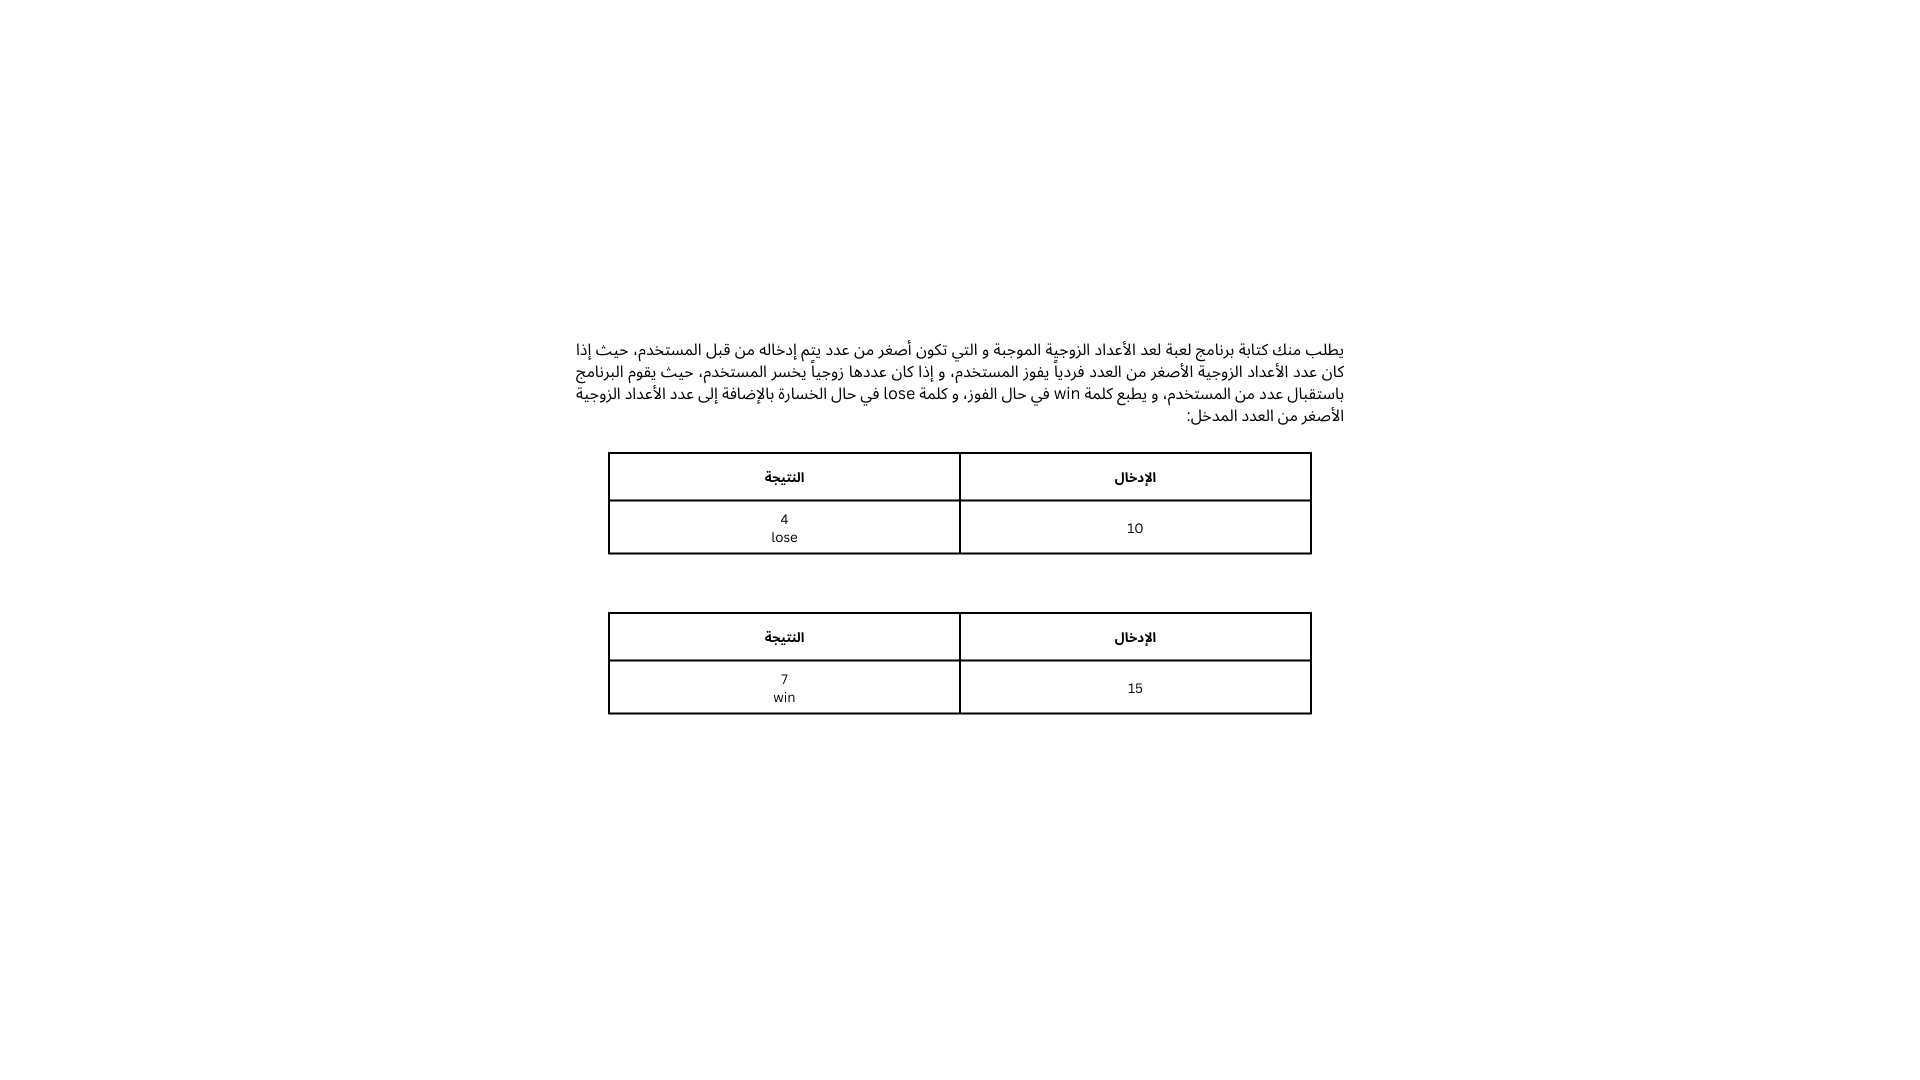 يطلب منك كتابة برنامج لعبة لعد الأعداد الزوجية الموجبة و التي تكون أصغر من عدد يتم إدخاله من قبل المستخدم، حيث إذا
كان عدد الأعداد الزوجية الأصغر من العدد فردياً يفوز المستخدم، و إذا كان عددها زوجياً يخسر المستخدم، حيث يقوم البرنامج
باستقبال عدد من المستخدم، و يطبع كلمة win في حال الفوز، و كلمة lose في حال الخسارة بالإضافة إلى عدد الأعداد الزوجية
الأصغر من العدد المدخل:
الإدخال
النتيجة
10
4
lose
الإدخال
النتيجة
15
7
win